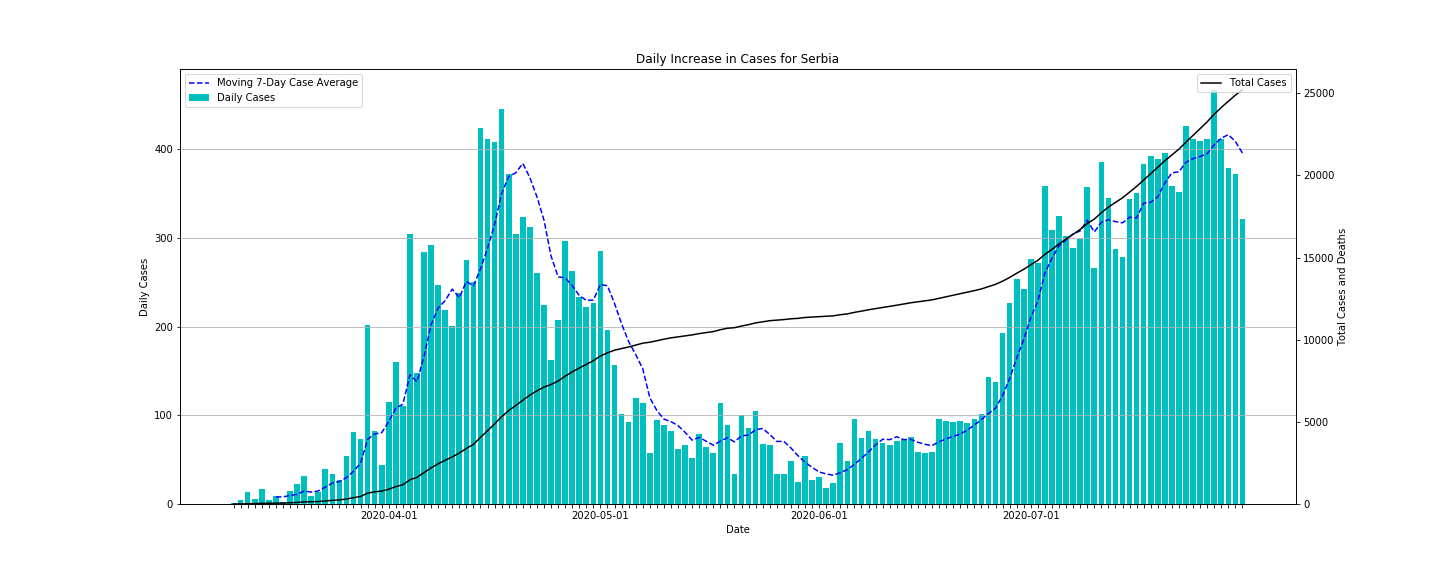 Daily Increase in Cases for Serbia
Moving 7-Day Case Average
Daily Cases
Total Cases
400
300
200
100
0
Daily Cases
25000
20000
15000
10000
5000
0
Total Cases and Deaths
2020-04-01
2020-05-01
2020-06-01
2020-07-01
Date